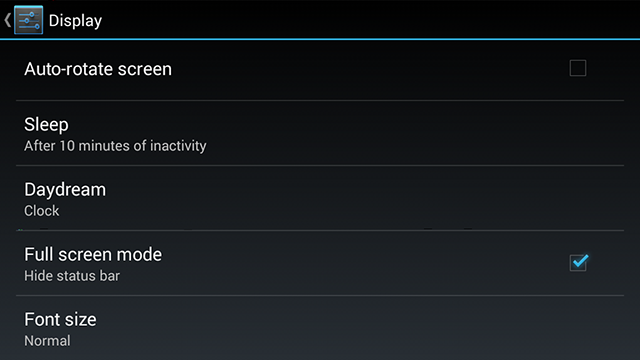 Display
Auto-rotate screen
Sleep
After 10 minutes of inactivity
Daydream
Clock
Full screen mode
Hide status bar
Font size
Normal